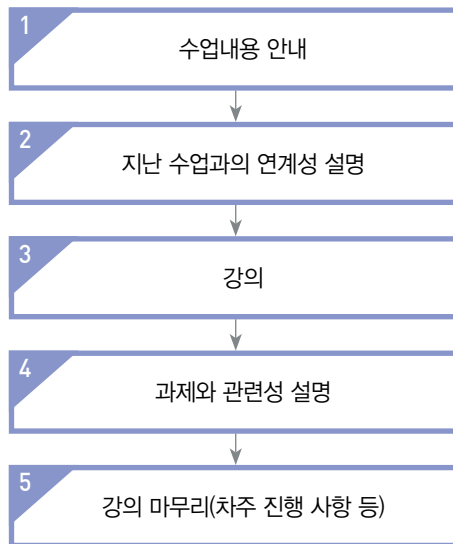 1
수업내용 안내
2
지난 수업과의 연계성 설명
3
강의
4
과제와 관련성 설명
5
강의 마무리(차주 진행 사항 등)